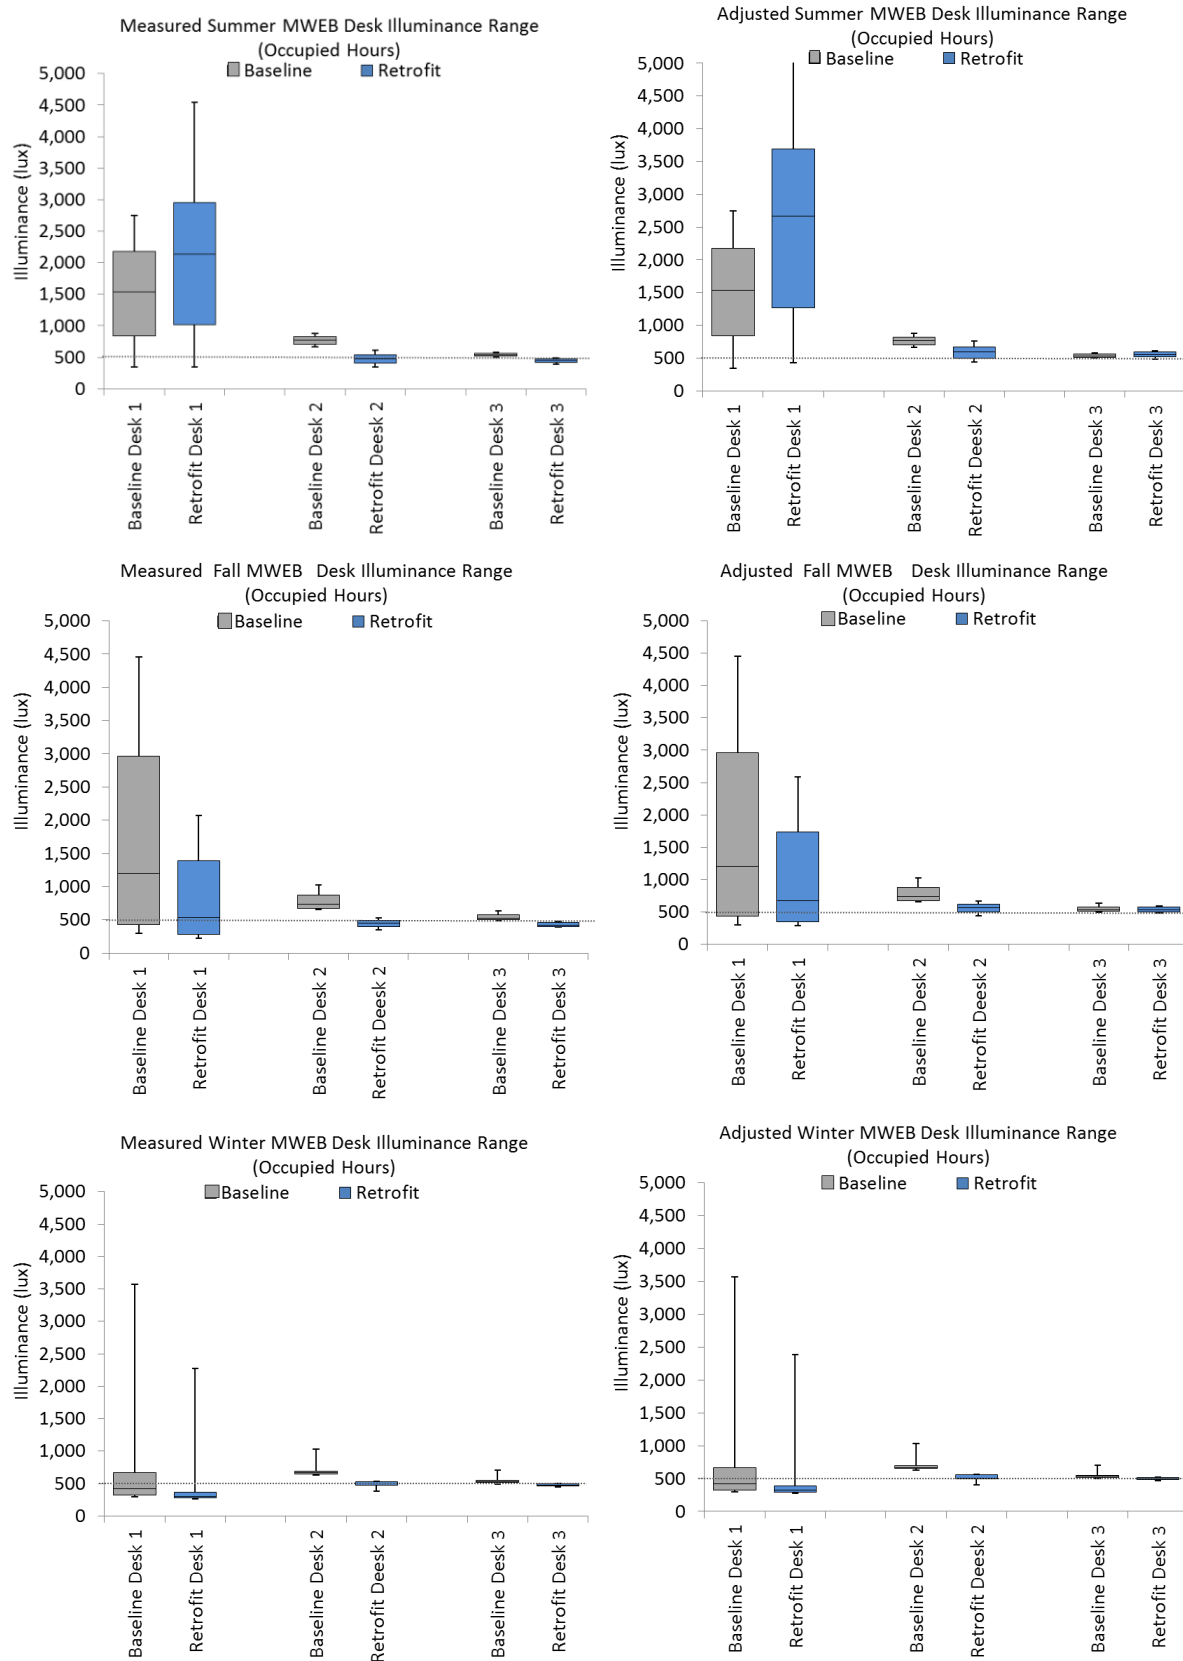 Measured Summer MWEB Desk Illuminance Range
(Occupied Hours)
Baseline Retrofit
Illuminance (lux)
5,000
4,500
4,000
3,500
3,000
2,500
2,000
1,500
1,000
500
0
Baseline Desk 1
Retrofit Desk 1
Baseline Desk 2
Retrofit Deesk 2
Baseline Desk 3
Retrofit Desk 3
Adjusted Summer MWEB Desk Illuminance Range
(Occupied Hours)
Baseline Retrofit
Illuminance (lux)
5,000
4,500
4,000
3,500
3,000
2,500
2,000
1,500
1,000
500
0
Baseline Desk 1
Retrofit Desk 1
Baseline Desk 2
Retrofit Deesk 2
Baseline Desk 3
Retrofit Desk 3
Measured Fall MWEB Desk Illuminance Range
(Occupied Hours)
Baseline Retrofit
Illuminance (lux)
5,000
4,500
4,000
3,500
3,000
2,500
2,000
1,500
1,000
500
0
Baseline Desk 1
Retrofit Desk 1
Baseline Desk 2
Retrofit Deesk 2
Baseline Desk 3
Retrofit Desk 3
Adjusted Fall MWEB Desk Illuminance Range
(Occupied Hours)
Baseline Retrofit
Illuminance (lux)
5,000
4,500
4,000
3,500
3,000
2,500
2,000
1,500
1,000
500
0
Baseline Desk 1
Retrofit Desk 1
Baseline Desk 2
Retrofit Deesk 2
Baseline Desk 3
Retrofit Desk 3
Measured Winter MWEB Desk Illuminance Range
(Occupied Hours)
Baseline Retrofit
Illuminance (lux)
5,000
4,500
4,000
3,500
3,000
2,500
2,000
1,500
1,000
500
0
Baseline Desk 1
Retrofit Desk 1
Baseline Desk 2
Retrofit Deesk 2
Baseline Desk 3
Retrofit Desk 3
Adjusted Winter MWEB Desk Illuminance Range
(Occupied Hours)
Baseline Retrofit
Illuminance (lux)
5,000
4,500
4,000
3,500
3,000
2,500
2,000
1,500
1,000
500
0
Baseline Desk 1
Retrofit Desk 1
Baseline Desk 2
Retrofit Deesk 2
Baseline Desk 3
Retrofit Desk 3